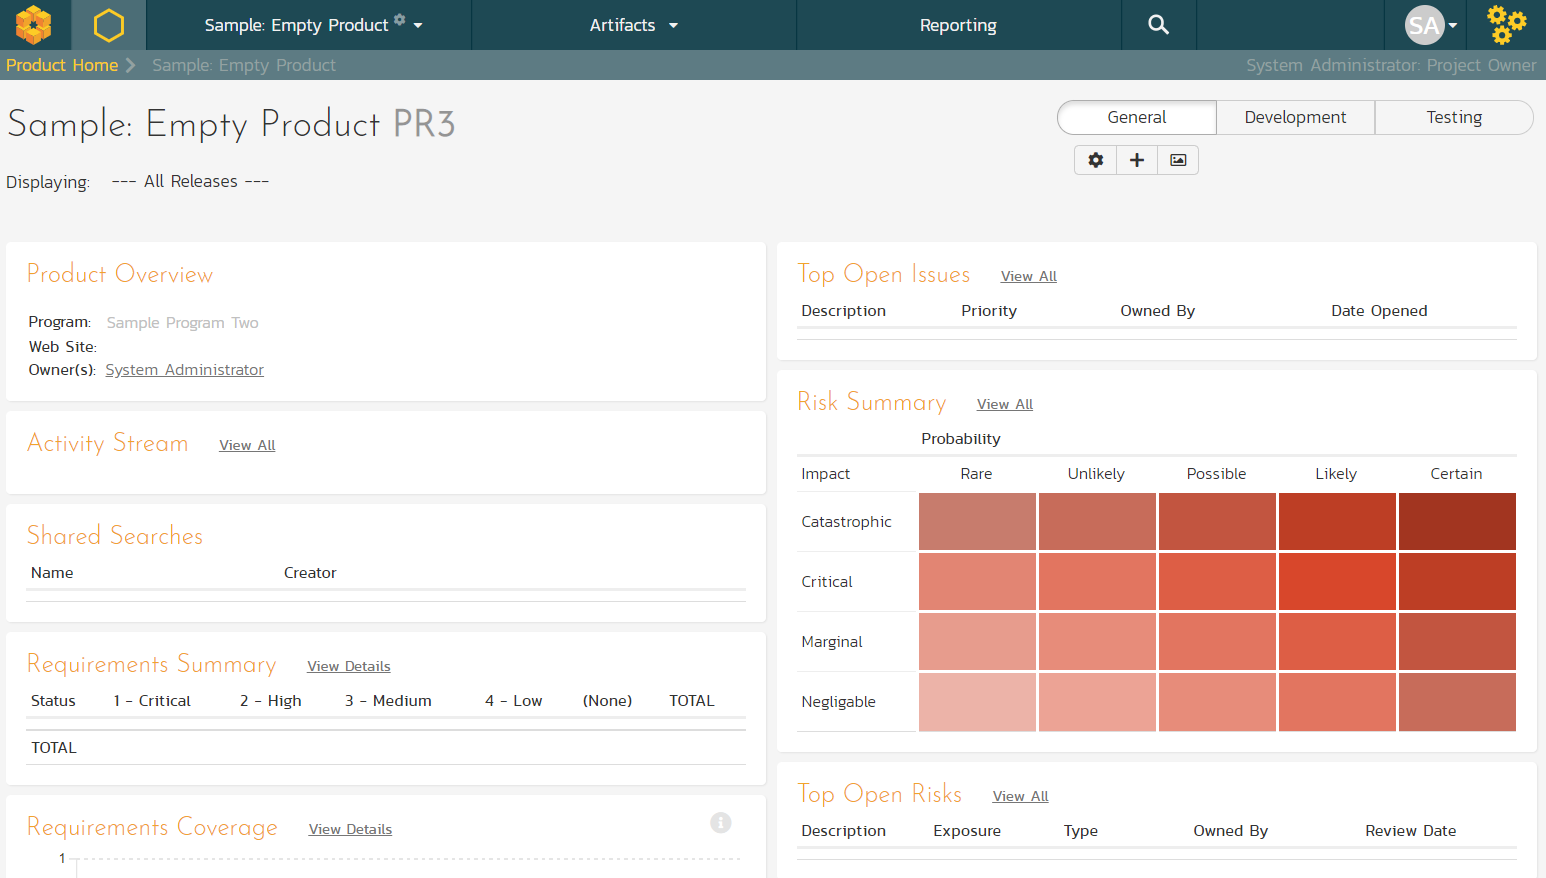 Sample: Empty Product
Artifacts
Reporting
SA
Product Home
Sample: Empty Product
System Administrator: Project Owner
Sample: Empty Product PR3
General
Development
Testing
Displaying: --- All Releases ---
Product Overview
Program: Sample Program Two
Web Site:
Owner(s): System Administrator
Activity Stream View All
Shared Searches
Name Creator
Requirements Summary View Details
Status 1 - Critical 2 - High 3 - Medium 4 - Low (None) TOTAL
TOTAL
Requirements Coverage View Details
1
Top Open Issues View All
Description Priority Owned By Date Opened
Risk Summary View All
Probability
Impact Rare Unlikely Possible Likely Certain
Catastrophic
Critical
Marginal
Negligable
Top Open Risks View All
Description Exposure Type Owned By Review Date